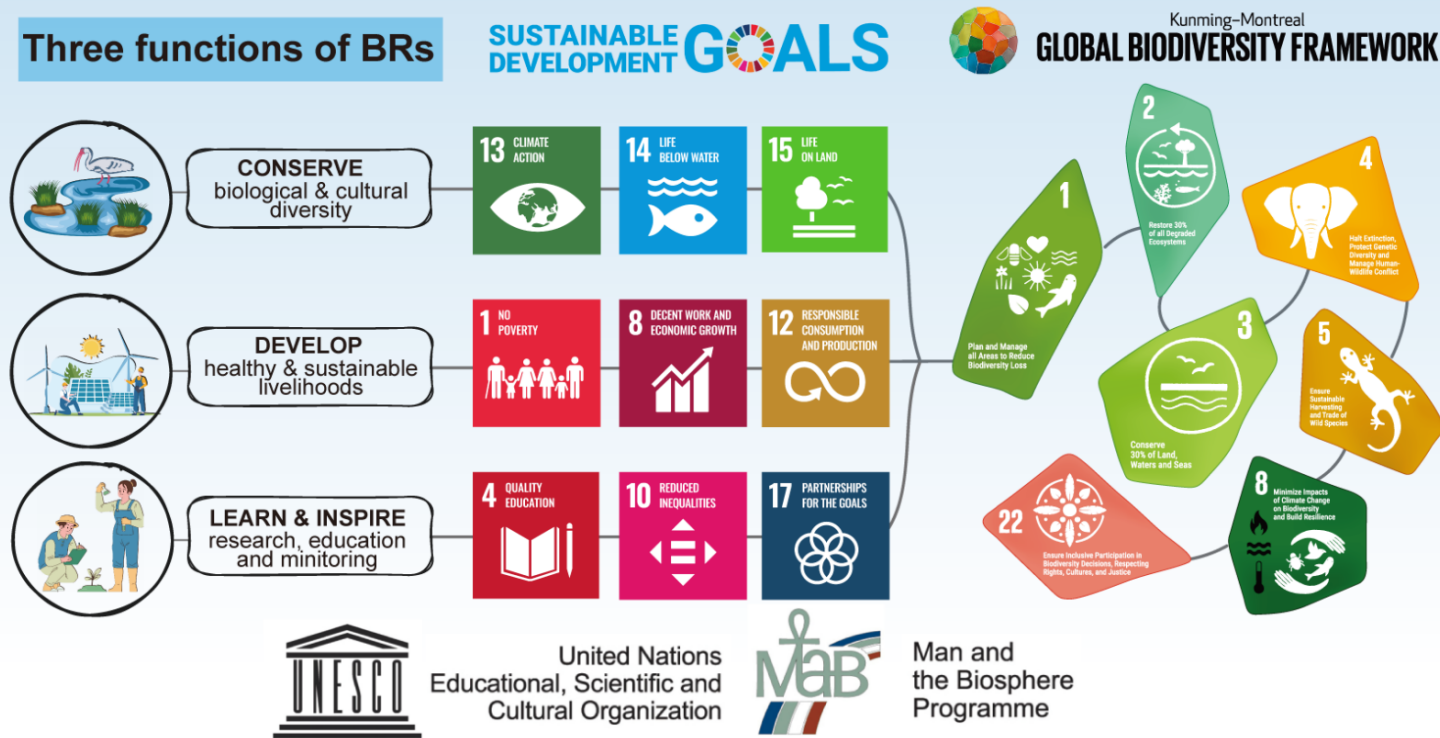 Three functions of BRs
SUSTAINABLE
DEVELOPMENT
GOALS
Kunming–Montreal
GLOBAL BIODIVERSITY FRAMEWORK
CONSERVE
biological & cultural
diversity
13 CLIMATE
ACTION
14 LIFE
BELOW WATER
15 LIFE
ON LAND
DEVELOP
healthy & sustainable
livelihoods
1 NO
POVERTY
8 DECENT WORK AND
ECONOMIC GROWTH
12 RESPONSIBLE
CONSUMPTION
AND PRODUCTION
LEARN & INSPIRE
research, education
and minitoring
4 QUALITY
EDUCATION
10 REDUCED
INEQUALITIES
17 PARTNERSHIPS
FOR THE GOALS
1
Plan and Manage
all Areas to Reduce
Biodiversity Loss
2
Restore 30%
of all Degraded
Ecosystems
3
Conserve
30% of Land,
Waters and Seas
4
Halt Extinction,
Protect Genetic
Diversity and
Manage Human-
Wildlife Conflict
5
Ensure
Sustainable
Harvesting
and Trade of
Wild Species
8
Minimize Impacts
of Climate Change
on Biodiversity
and Build Resilience
22
Ensure Inclusive Participation in
Biodiversity Decisions, Respecting
Rights, Cultures, and Justice
UNESCO
United Nations
Educational, Scientific and
Cultural Organization
MaB
Man and
the Biosphere
Programme